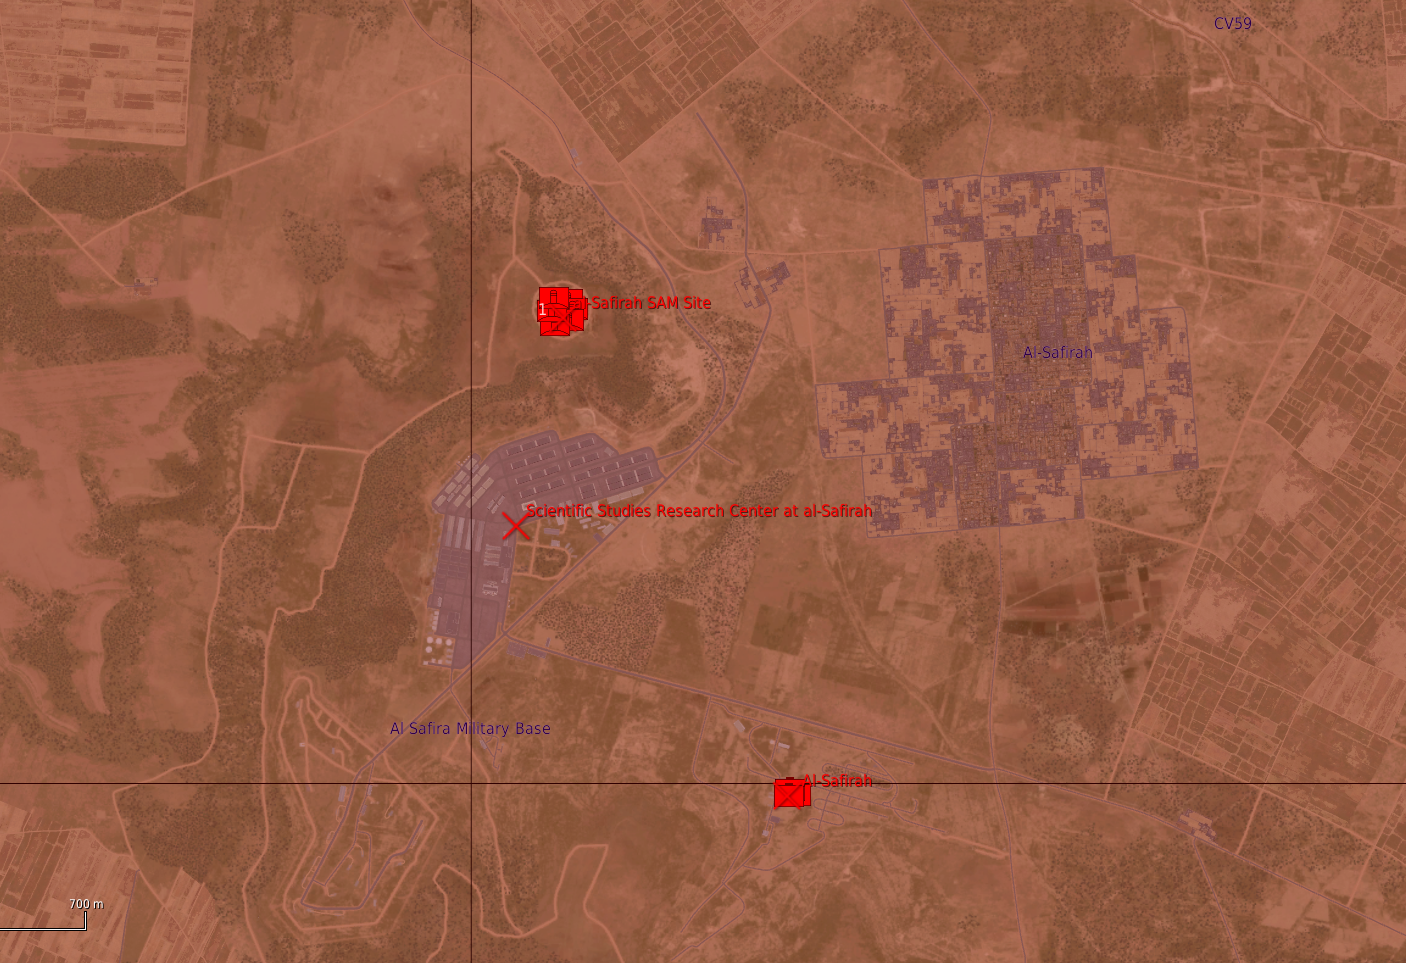 CV59
1
al-Safirah SAM Site
Al-Safirah
Scientific Studies Research Center at al-Safirah
Al Safira Military Base
Al-Safirah
700 m